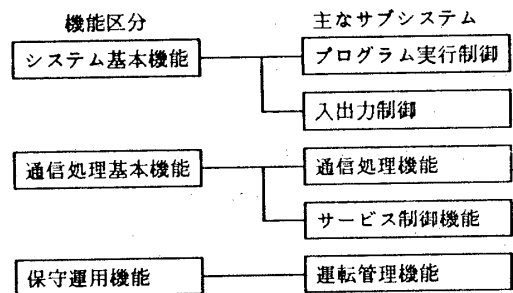 機能区分 主なサブシステム
システム基本機能 プログラム実行制御
入出力制御
通信処理基本機能 通信処理機能
サービス制御機能
保守運用機能 運転管理機能